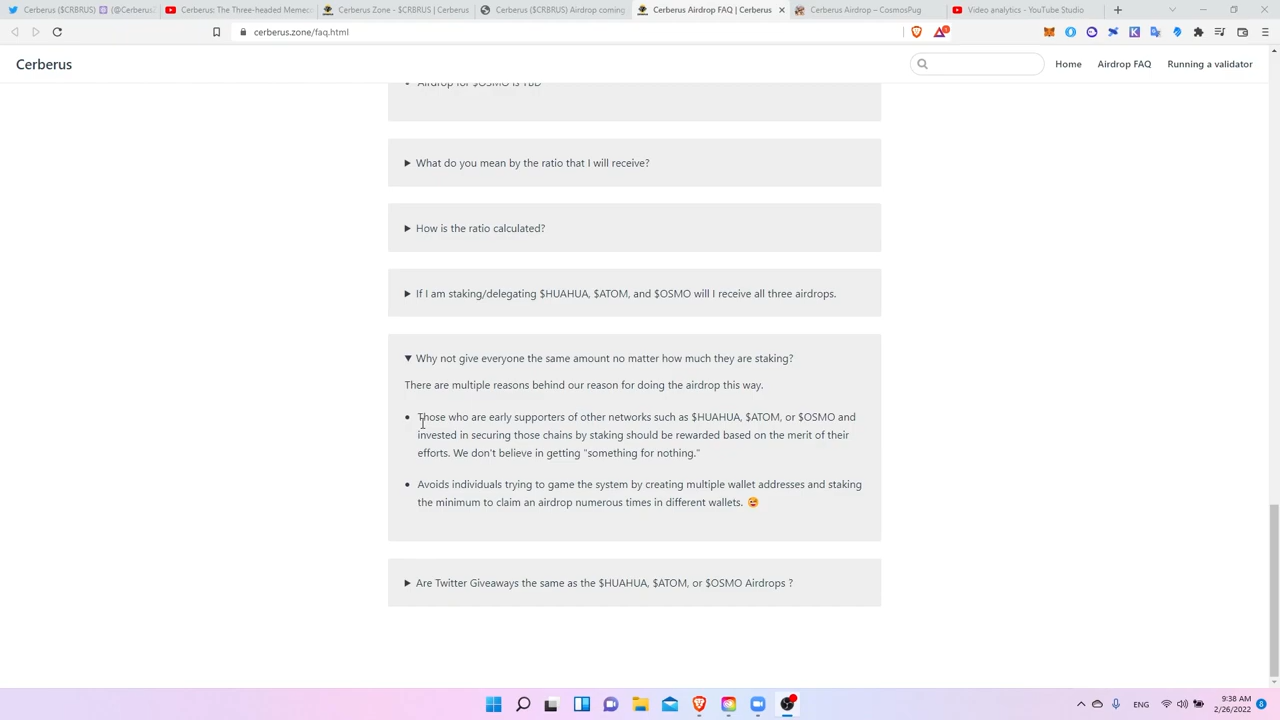 Cerberus ($CRBRUS) (@Cerberus
Cerberus: The Three-headed Memec
Cerberus Zone - $CRBRUS | Cerberus
Cerberus ($CRBRUS) Airdrop coming
Cerberus Airdrop FAQ | Cerberus
Cerberus Airdrop – CosmosPug
Video analytics - YouTube Studio
cerberus.zone/faq.html
Cerberus
Home
Airdrop FAQ
Running a validator
Airdrop for $OSMO is TBD
What do you mean by the ratio that I will receive?
How is the ratio calculated?
If I am staking/delegating $HUAHUA, $ATOM, and $OSMO will I receive all three airdrops.
Why not give everyone the same amount no matter how much they are staking?
There are multiple reasons behind our reason for doing the airdrop this way.
Those who are early supporters of other networks such as $HUAHUA, $ATOM, or $OSMO and
invested in securing those chains by staking should be rewarded based on the merit of their
efforts. We don't believe in getting "something for nothing."
Avoids individuals trying to game the system by creating multiple wallet addresses and staking
the minimum to claim an airdrop numerous times in different wallets. 😅
Are Twitter Giveaways the same as the $HUAHUA, $ATOM, or $OSMO Airdrops ?
ENG
9:38 AM
2/26/2022